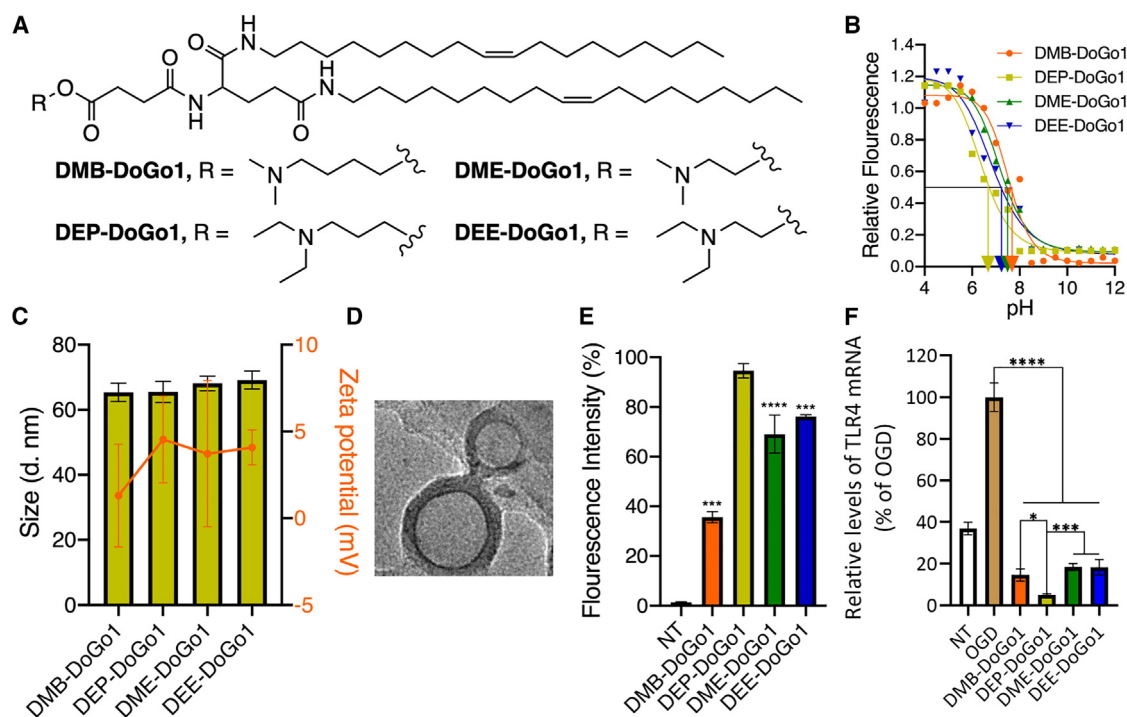 A
H
N
O
O
H
N
O
R
O
N
H
O
O
DMB-DoGo1, R =
N
DME-DoGo1, R =
N
DEP-DoGo1, R =
N
DEE-DoGo1, R =
N
B
Relative Flourescence
1.4
1.2
1.0
0.8
0.6
0.4
0.2
0.0
4 6 8 10 12
pH
DMB-DoGo1
DEP-DoGo1
DME-DoGo1
DEE-DoGo1
C
Size (d. nm)
80
60
40
20
0
10
5
0
-5
Zeta potential (mV)
DMB-DoGo1
DEP-DoGo1
DME-DoGo1
DEE-DoGo1
D
E
Flourescence Intensity (%)
100
80
60
40
20
0
***
****
***
NT
DMB-DoGo1
DEP-DoGo1
DME-DoGo1
DEE-DoGo1
F
Relative levels of TLR4 mRNA
(% of OGD)
120
100
80
60
40
20
0
****
*
***
NT
OGD
DMB-DoGo1
DEP-DoGo1
DME-DoGo1
DEE-DoGo1